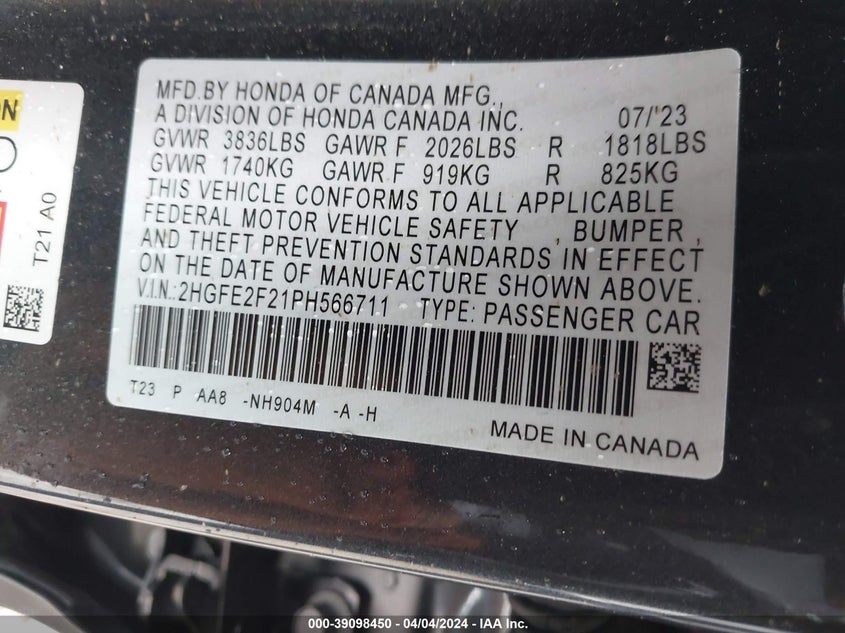 ON
T21 A0
MFD.BY HONDA OF CANADA MFG.,
A DIVISION OF HONDA CANADA INC. 07/'23
GVWR 3836LBS GAWR F 2026LBS R 1818LBS
GVWR 1740KG GAWR F 919KG R 825KG
THIS VEHICLE CONFORMS TO ALL APPLICABLE
FEDERAL MOTOR VEHICLE SAFETY , BUMPER ,
AND THEFT PREVENTION STANDARDS IN EFFECT
ON THE DATE OF MANUFACTURE SHOWN ABOVE.
V.I.N.:2HGFE2F21PH566711 TYPE: PASSENGER CAR
T23 P AA8 -NH904M -A -H
MADE IN CANADA
000-39098450 - 04/04/2024 - IAA Inc.